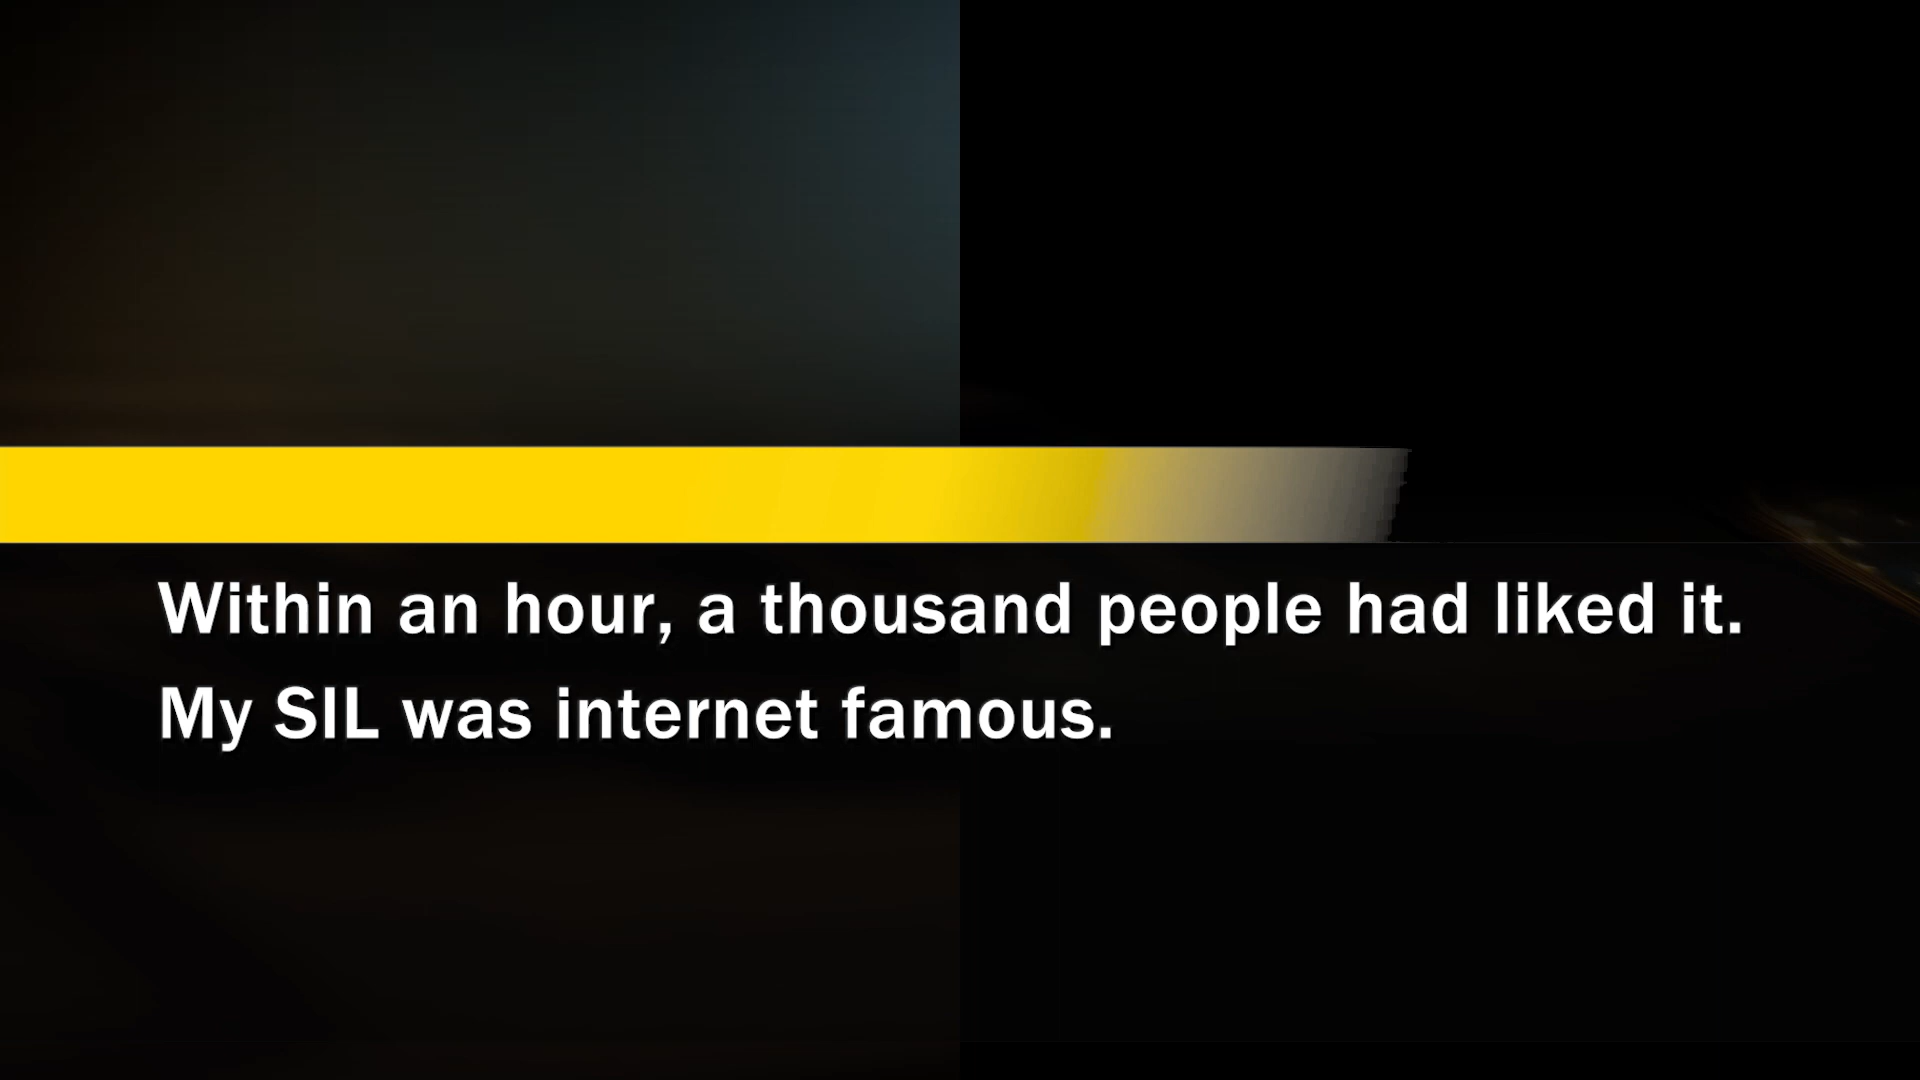 Within an hour, a thousand people had liked it.
My SIL was internet famous.